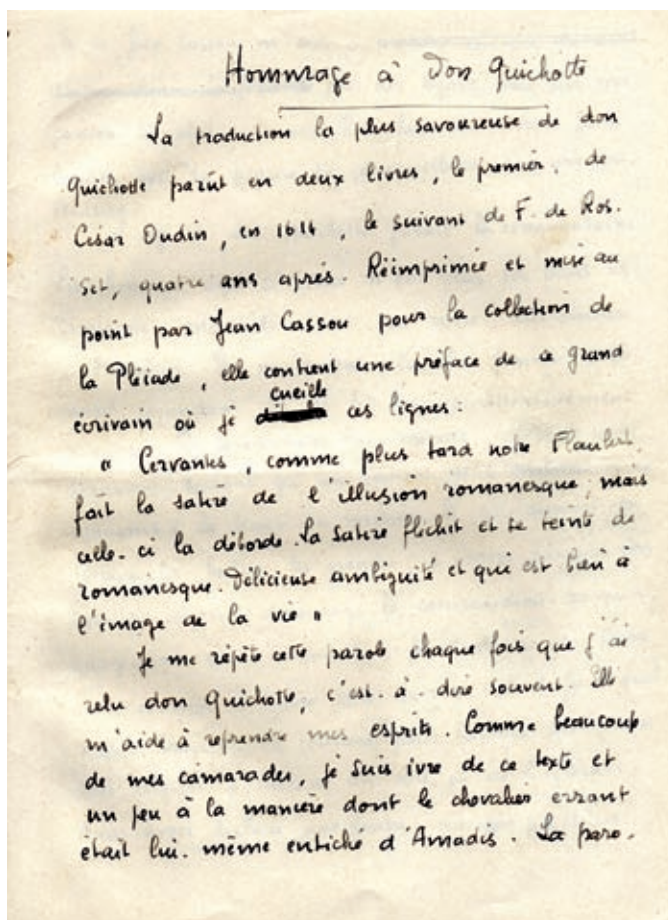 Hommage à Don Quichotte
La traduction la plus savoureuse de don
Quichotte parût en deux livres, le premier, de
César Oudin, en 1614, le suivant de F. de Ros.
set, quatre ans après. Réimprimée et mise au
point par Jean Cassou pour la collection de
la Pléiade, elle contient une préface de ce grand
écrivain où je cueille ces lignes :
« Cervantes, comme plus tard notre Flaubert,
fait la satire de l'illusion romanesque, mais
celle-ci la déborde. La satire fléchit et se teinte de
romanesque. Délicieuse ambiguité et qui est bien à
l'image de la vie »
Je me répète cette parole chaque fois que j'ai
relu don Quichotte, c'est-à-dire souvent. Elle
m'aide à reprendre mes esprits. Comme beaucoup
de mes camarades, je suis ivre de ce texte et
un peu à la manière dont le chevalier errant
était lui-même entiché d'Amadis. La paro-